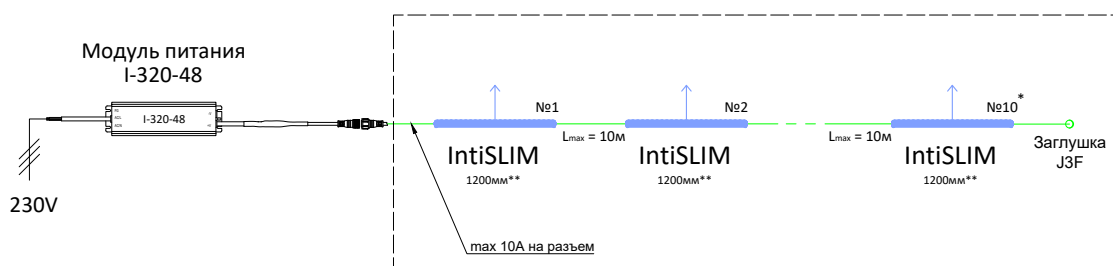 Модуль питания
I-320-48
I-320-48
230V
№1
№2
№10*
Lmax = 10м
Lmax = 10м
IntiSLIM
1200мм**
IntiSLIM
1200мм**
IntiSLIM
1200мм**
Заглушка
J3F
max 10А на разъем